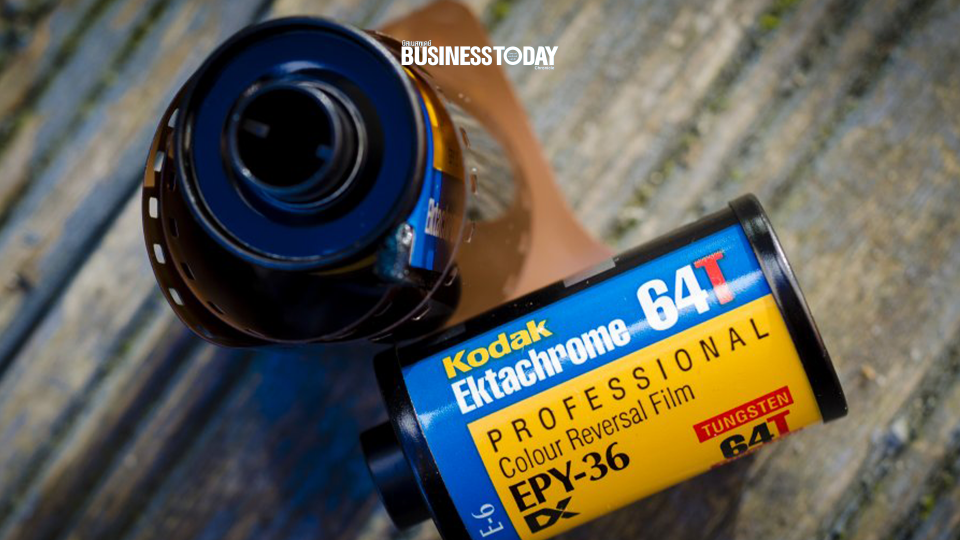 BUSINESSTODAY
Kodak
Ektachrome 64T
PROFESSIONAL
Colour Reversal Film
EPY-36
DX
E-6
TUNGSTEN
64T